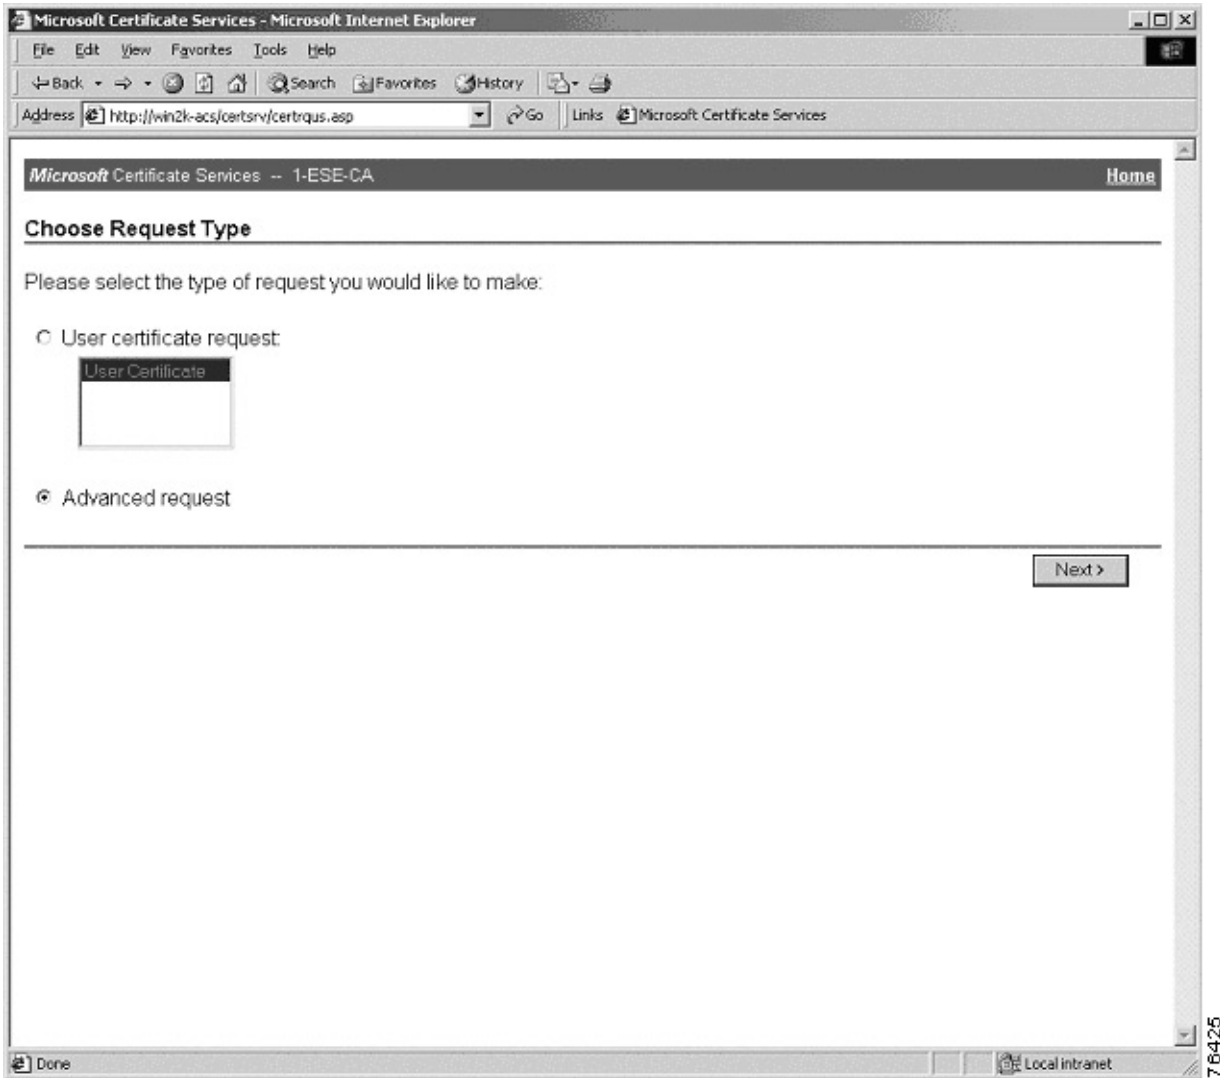 Microsoft Certificate Services - Microsoft Internet Explorer
File Edit View Favorites Tools Help
Back Search Favorites History
Address http://win2k-acs/certsrv/certrqus.asp Go Links Microsoft Certificate Services
Microsoft Certificate Services -- 1-ESE-CA Home
Choose Request Type
Please select the type of request you would like to make:
User certificate request:
User Certificate
Advanced request
Next >
Done Local intranet
76425